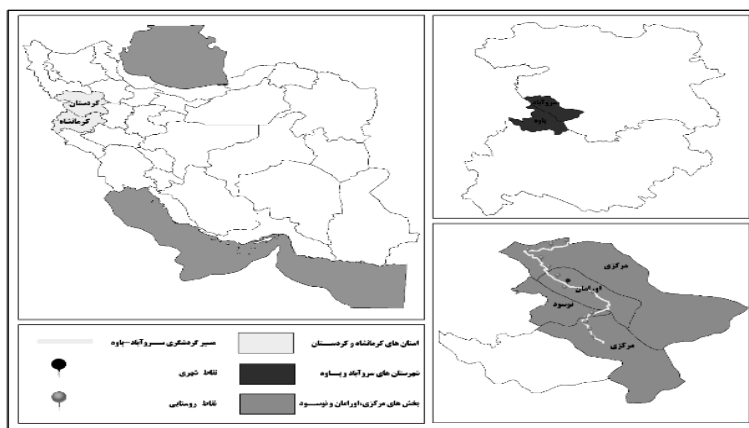 کردستان
کرمانشاه
سروآباد
پاوه
مرکزی
اورامان
نوسود
مرکزی
استان های کرمانشاه و کردستان
مسیر گردشگری سروآباد-پاوه
شهرستان های سروآباد و پاوه
نقاط شهری
بخش های مرکزی،اورامان و نوسود
نقاط روستایی